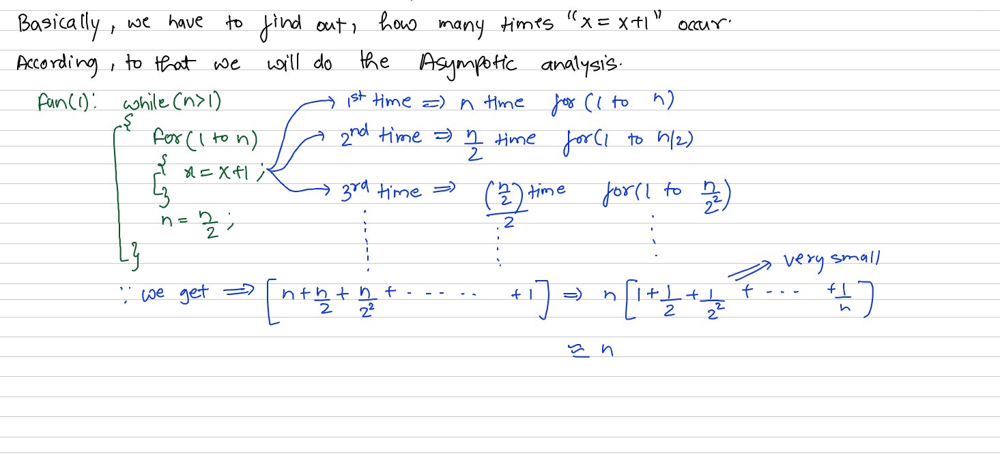 Basically, we have to find out, how many times "x = x+1" occur.
According, to that we will do the Asympotic analysis.
Fun(1): while(n>1) 1st time ⇒ n time for (1 to n)
{
for(1 to n) 2nd time ⇒ n/2 time for(1 to n/2)
{ x = x+1 ;
} 3rd time ⇒ (n/2)/2 time for(1 to n/2²)
n = n/2 ;
}
very small
∵ we get ⇒ [n + n/2 + n/2² + - - - - - +1] ⇒ n[1 + 1/2 + 1/2² + - - - + 1/n]
≅ n